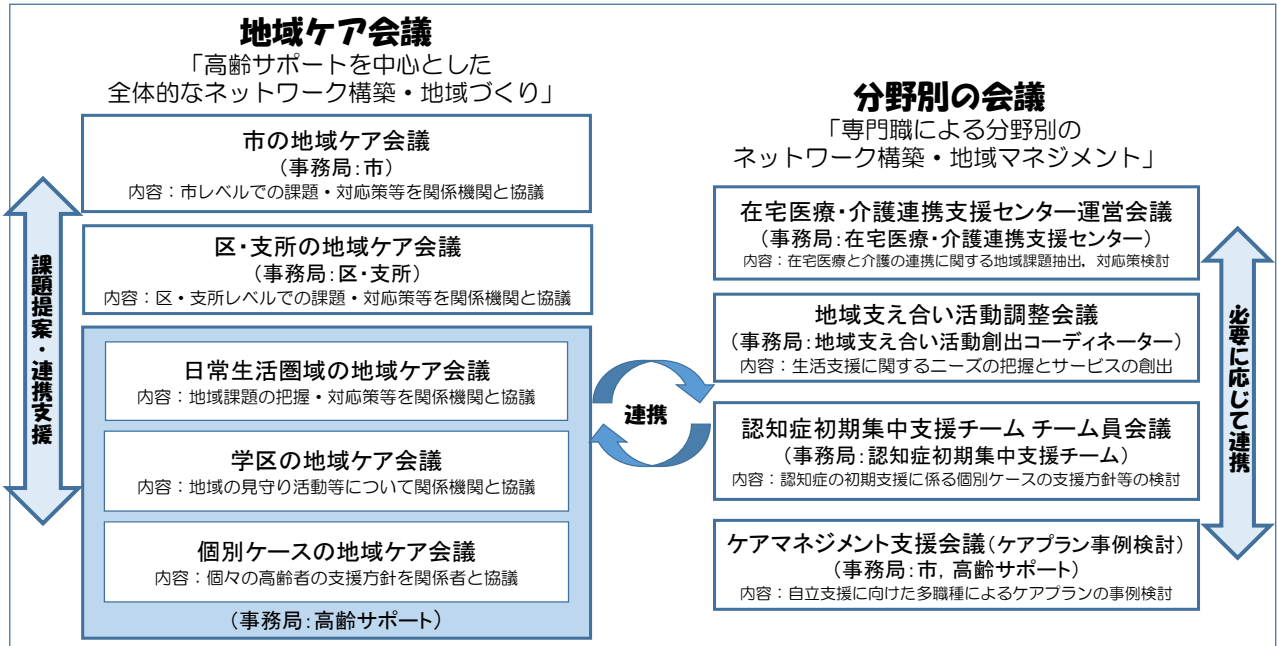 地域ケア会議
「高齢サポートを中心とした
全体的なネットワーク構築・地域づくり」
市の地域ケア会議
(事務局:市)
内容：市レベルでの課題・対応策等を関係機関と協議
区・支所の地域ケア会議
(事務局:区・支所)
内容：区・支所レベルでの課題・対応策等を関係機関と協議
日常生活圏域の地域ケア会議
内容：地域課題の把握・対応策等を関係機関と協議
学区の地域ケア会議
内容：地域の見守り活動等について関係機関と協議
個別ケースの地域ケア会議
内容：個々の高齢者の支援方針を関係者と協議
(事務局:高齢サポート)
課題提案・連携支援
連携
分野別の会議
「専門職による分野別の
ネットワーク構築・地域マネジメント」
在宅医療・介護連携支援センター運営会議
(事務局:在宅医療・介護連携支援センター)
内容：在宅医療と介護の連携に関する地域課題抽出，対応策検討
地域支え合い活動調整会議
(事務局:地域支え合い活動創出コーディネーター)
内容：生活支援に関するニーズの把握とサービスの創出
認知症初期集中支援チーム チーム員会議
(事務局:認知症初期集中支援チーム)
内容：認知症の初期支援に係る個別ケースの支援方針等の検討
ケアマネジメント支援会議(ケアプラン事例検討)
(事務局:市，高齢サポート)
内容：自立支援に向けた多職種によるケアプランの事例検討
必要に応じて連携